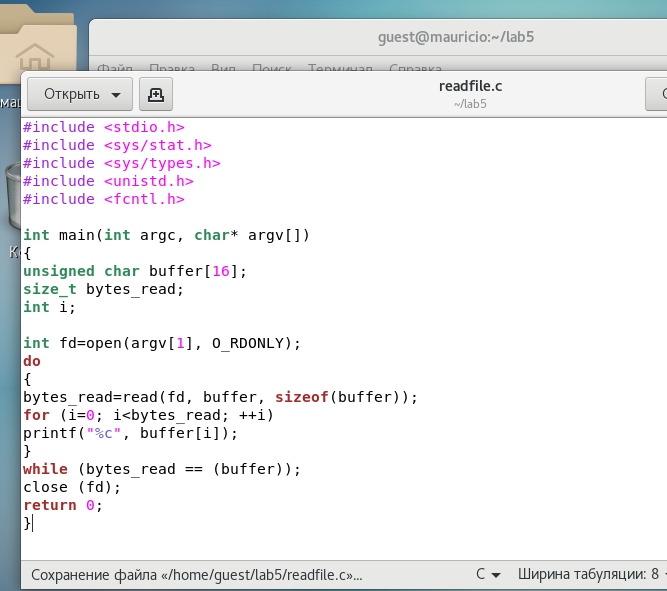 guest@mauricio:~/lab5
Файл Правка Вид Поиск Терминал Справка
Открыть
readfile.c
~/lab5
#include <stdio.h>
#include <sys/stat.h>
#include <sys/types.h>
#include <unistd.h>
#include <fcntl.h>
int main(int argc, char* argv[])
{
unsigned char buffer[16];
size_t bytes_read;
int i;
int fd=open(argv[1], O_RDONLY);
do
{
bytes_read=read(fd, buffer, sizeof(buffer));
for (i=0; i<bytes_read; ++i)
printf("%c", buffer[i]);
}
while (bytes_read == (buffer));
close (fd);
return 0;
}
Сохранение файла «/home/guest/lab5/readfile.c»...
C
Ширина табуляции: 8